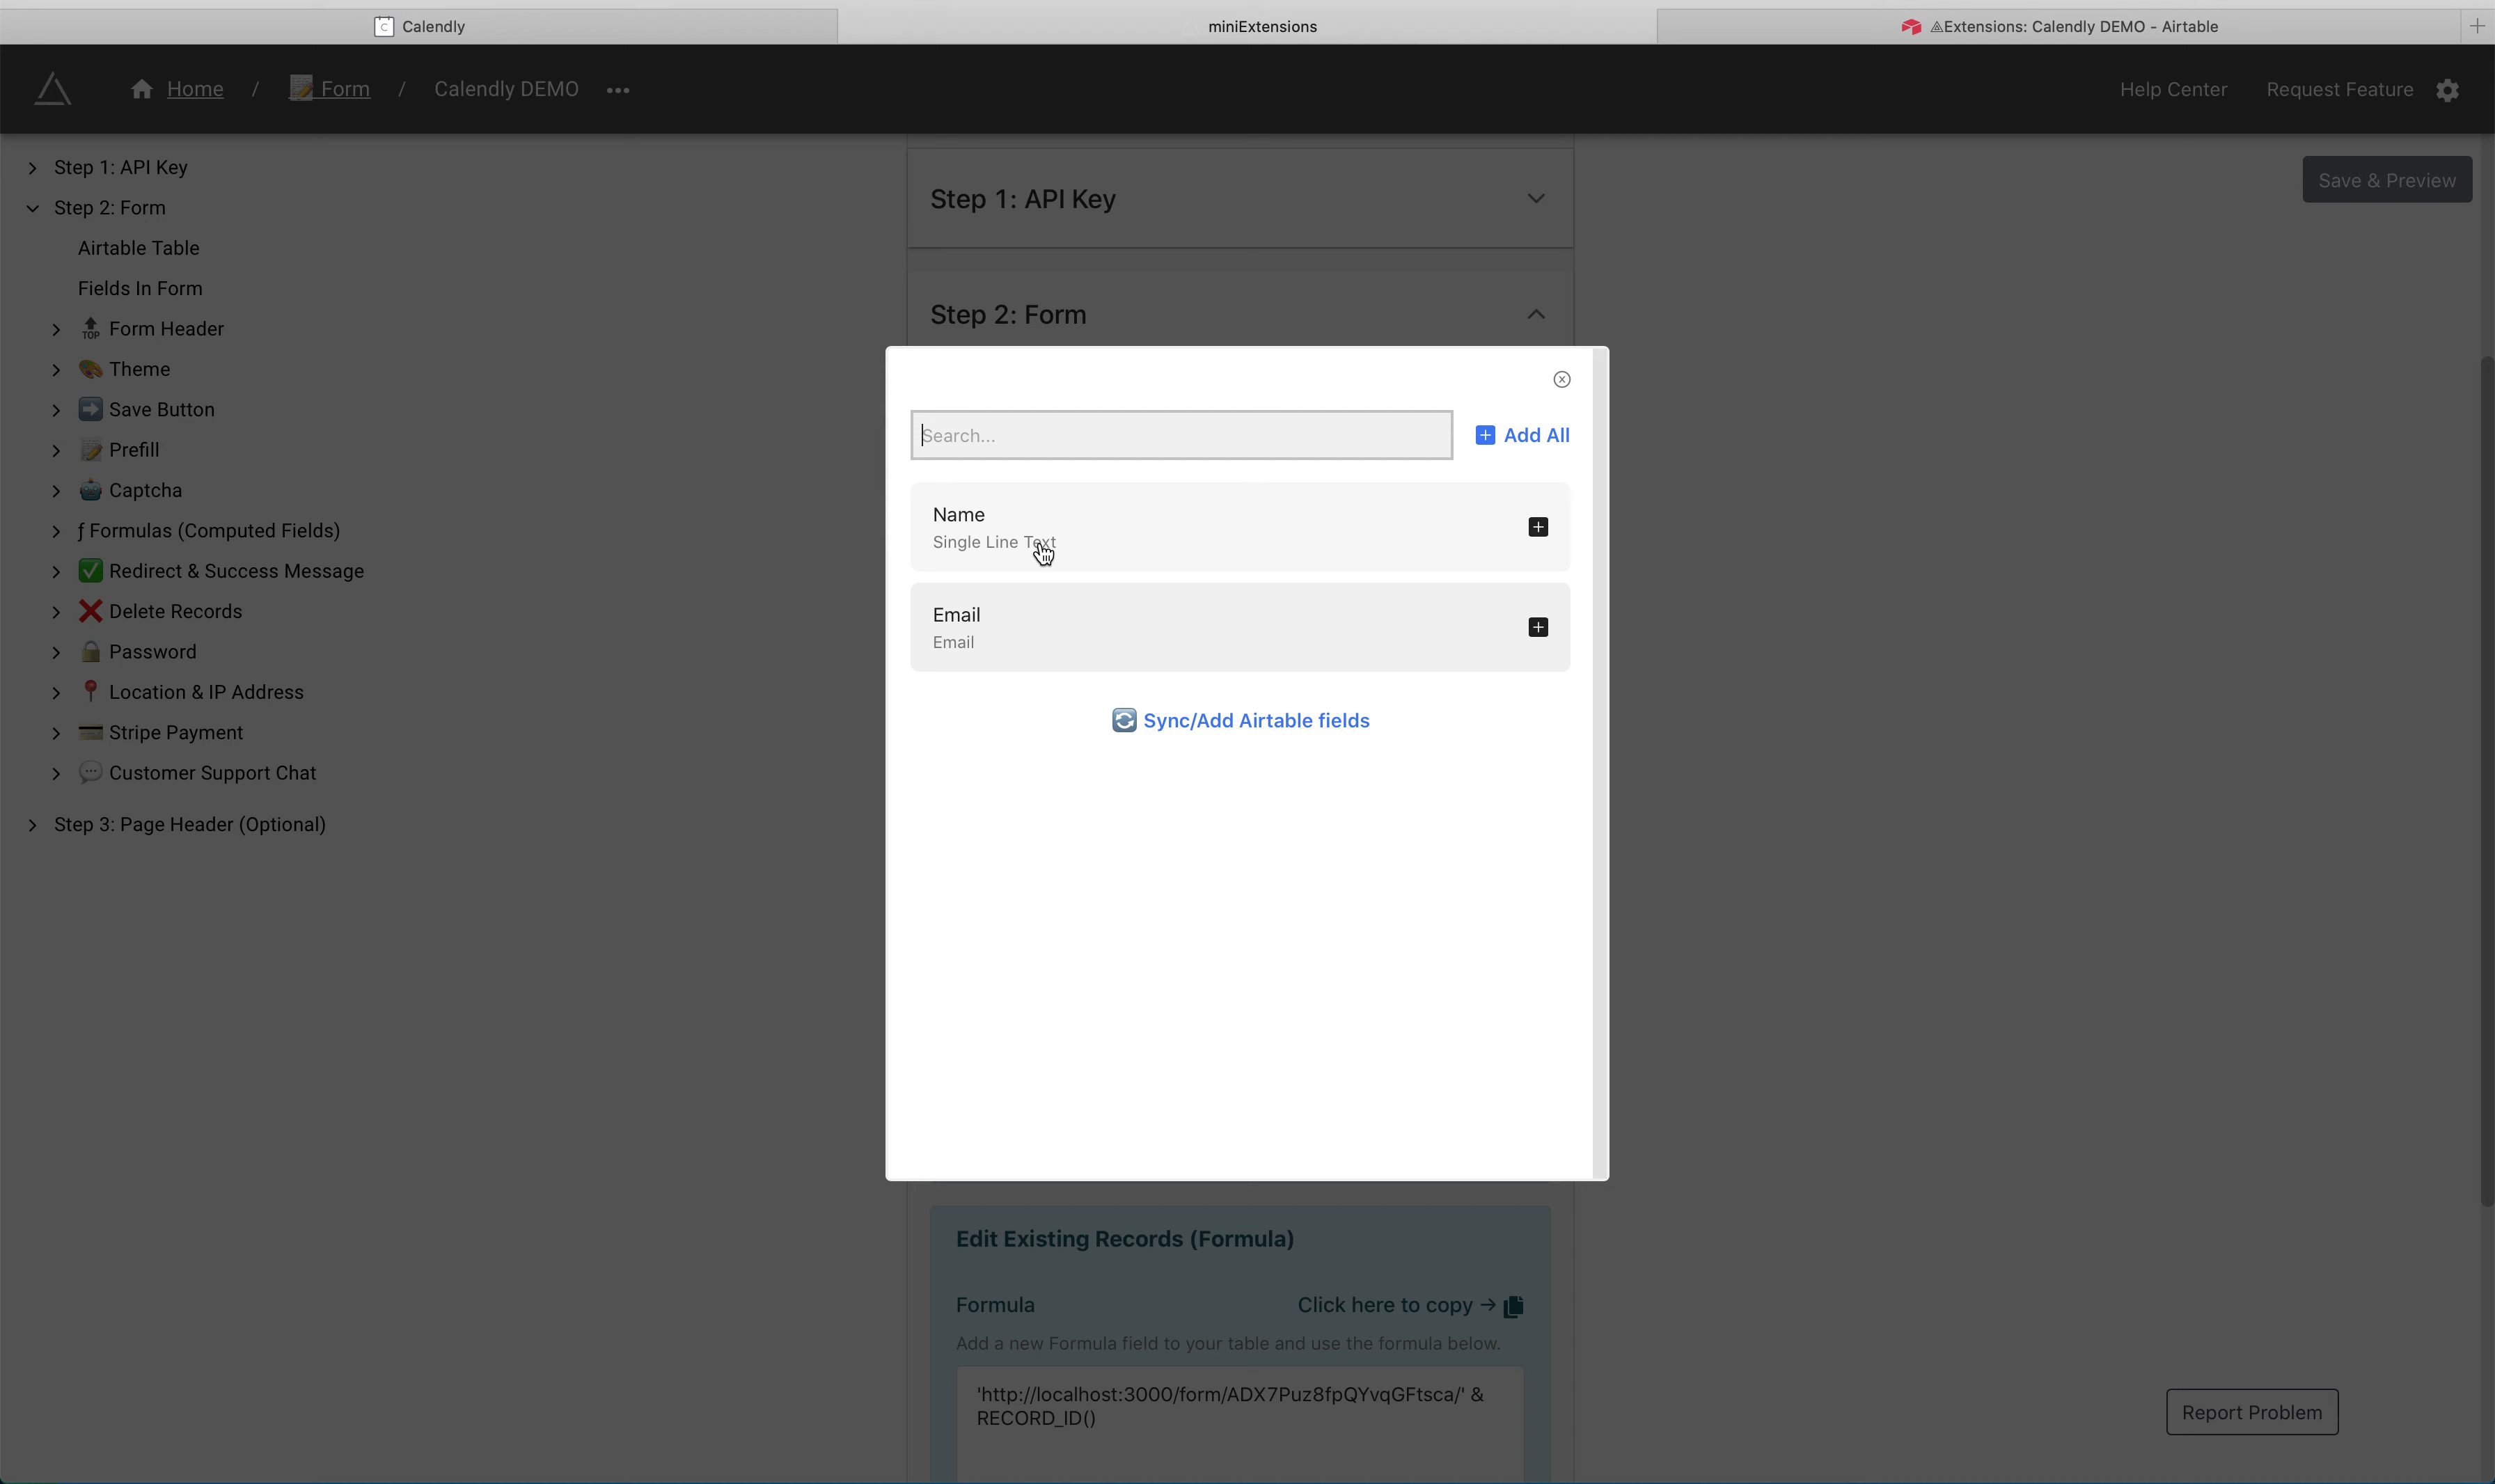 Calendly
miniExtensions
⧌Extensions: Calendly DEMO - Airtable
Home / Form / Calendly DEMO
Help Center
Request Feature
Step 1: API Key
Step 2: Form
Airtable Table
Fields In Form
TOP Form Header
Theme
Save Button
Prefill
Captcha
ƒ Formulas (Computed Fields)
Redirect & Success Message
Delete Records
Password
Location & IP Address
Stripe Payment
Customer Support Chat
Step 3: Page Header (Optional)
Step 1: API Key
Save & Preview
Step 2: Form
Search...
Add All
Name
Single Line Text
Email
Email
Sync/Add Airtable fields
Edit Existing Records (Formula)
Formula
Click here to copy →
Add a new Formula field to your table and use the formula below.
'http://localhost:3000/form/ADX7Puz8fpQYvqGFtsca/' &
RECORD_ID()
Report Problem